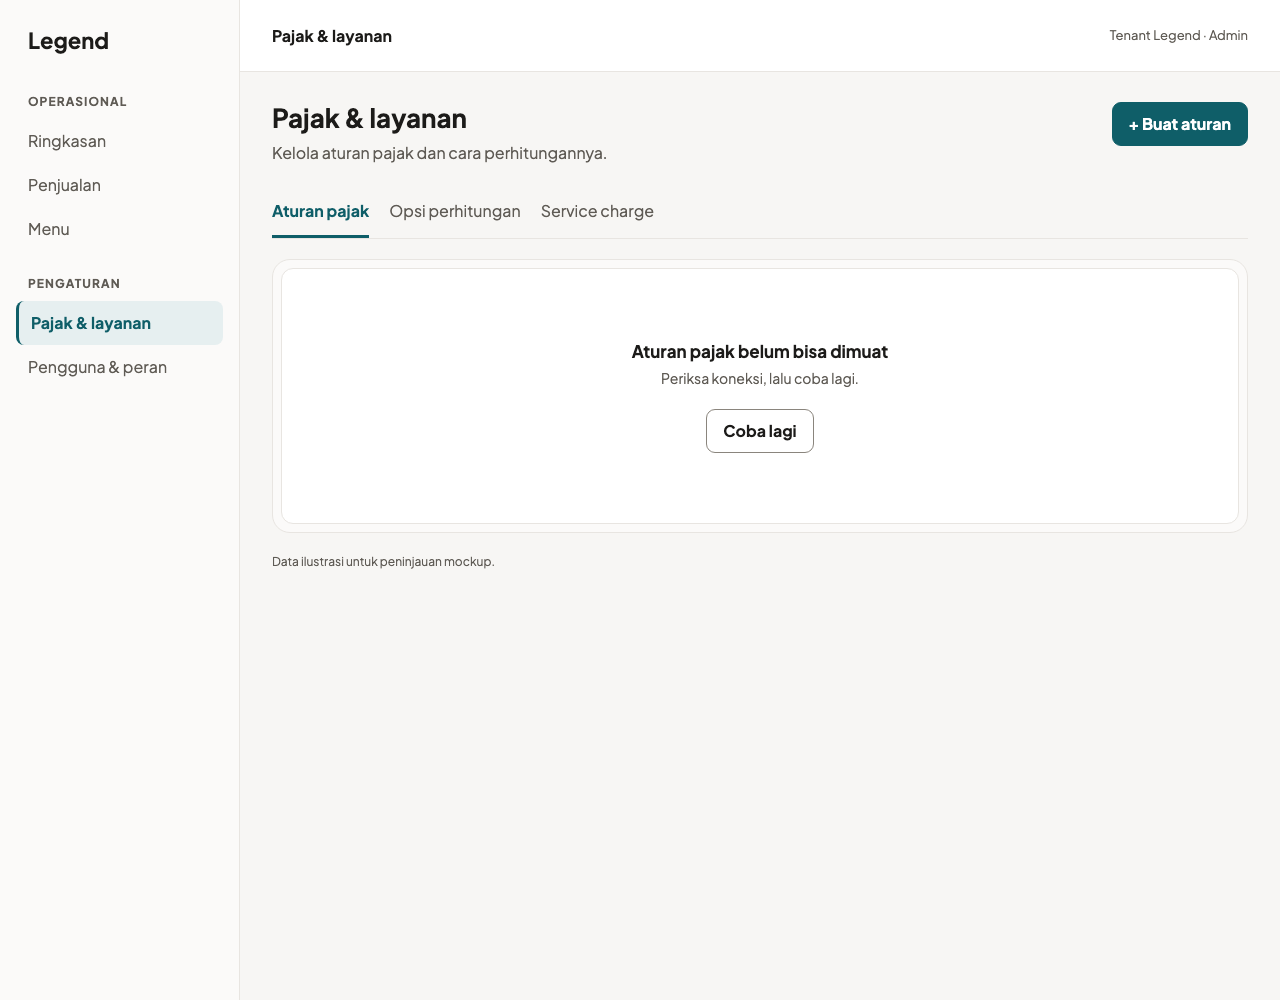 Legend
OPERASIONAL
Ringkasan
Penjualan
Menu
PENGATURAN
Pajak & layanan
Pengguna & peran
Pajak & layanan
Tenant Legend · Admin
Pajak & layanan
Kelola aturan pajak dan cara perhitungannya.
+ Buat aturan
Aturan pajak
Opsi perhitungan
Service charge
Aturan pajak belum bisa dimuat
Periksa koneksi, lalu coba lagi.
Coba lagi
Data ilustrasi untuk peninjauan mockup.